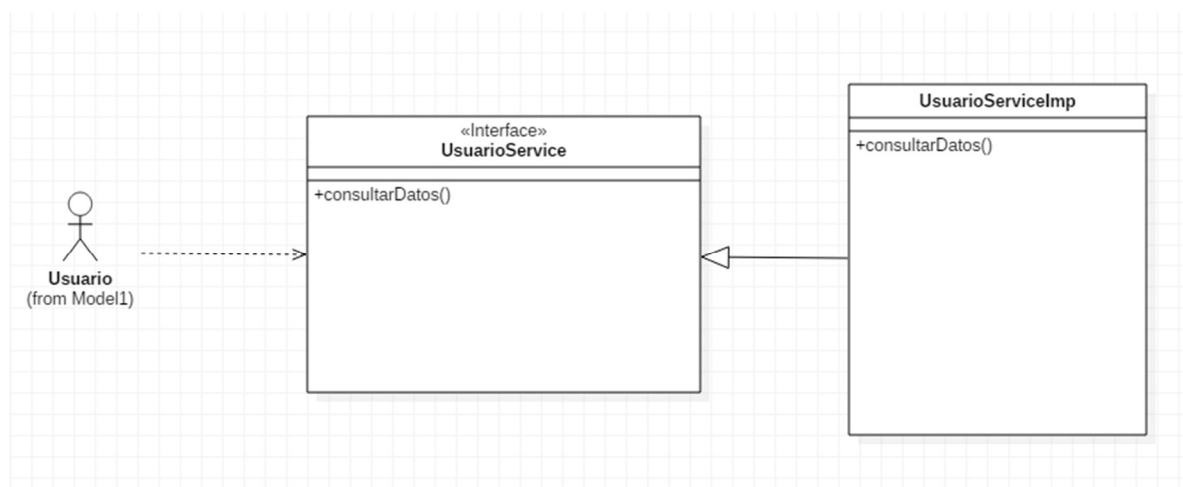 Usuario
(from Model1)
«Interface»
UsuarioService
+consultarDatos()
UsuarioServiceImp
+consultarDatos()